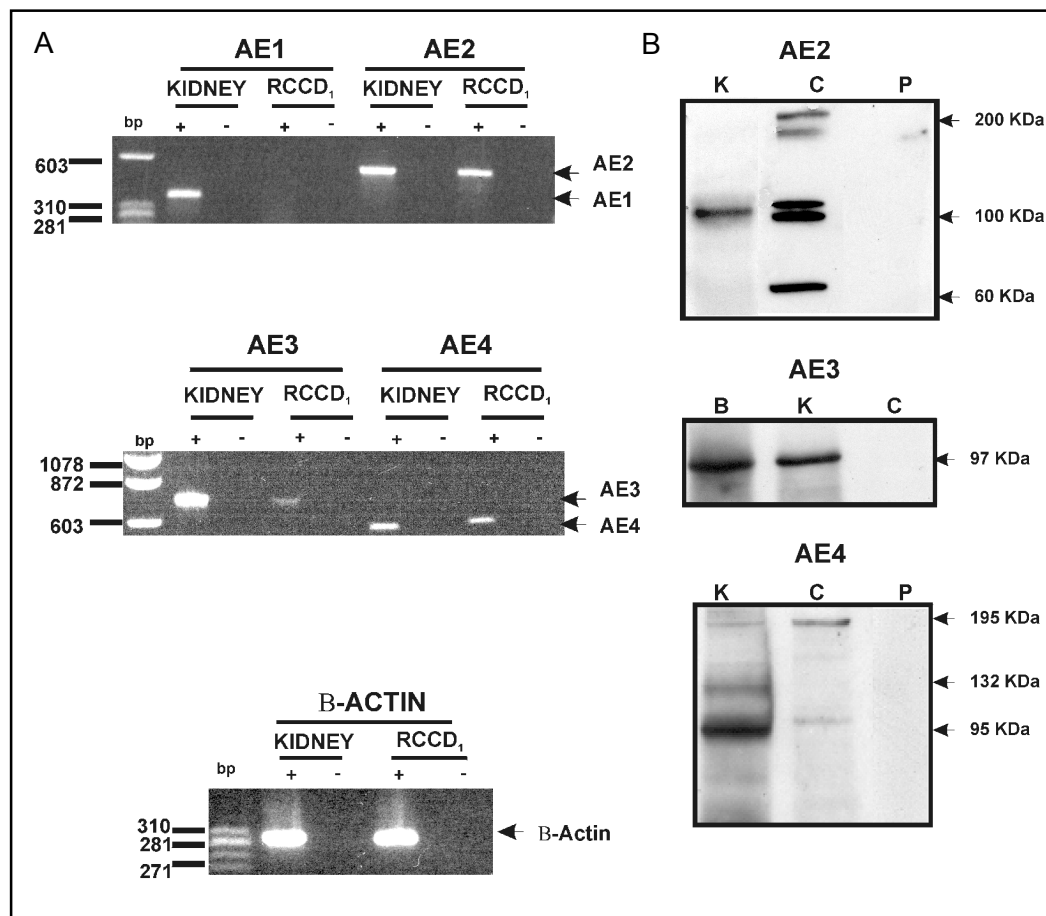 A
AE1 AE2
KIDNEY RCCD1 KIDNEY RCCD1
bp + - + - + - + -
603
310
281
AE2
AE1
AE3 AE4
KIDNEY RCCD1 KIDNEY RCCD1
bp + - + - + - + -
1078
872
603
AE3
AE4
B-ACTIN
KIDNEY RCCD1
bp + - + -
310
281
271
B-Actin
B
AE2
K C P
200 KDa
100 KDa
60 KDa
AE3
B K C
97 KDa
AE4
K C P
195 KDa
132 KDa
95 KDa